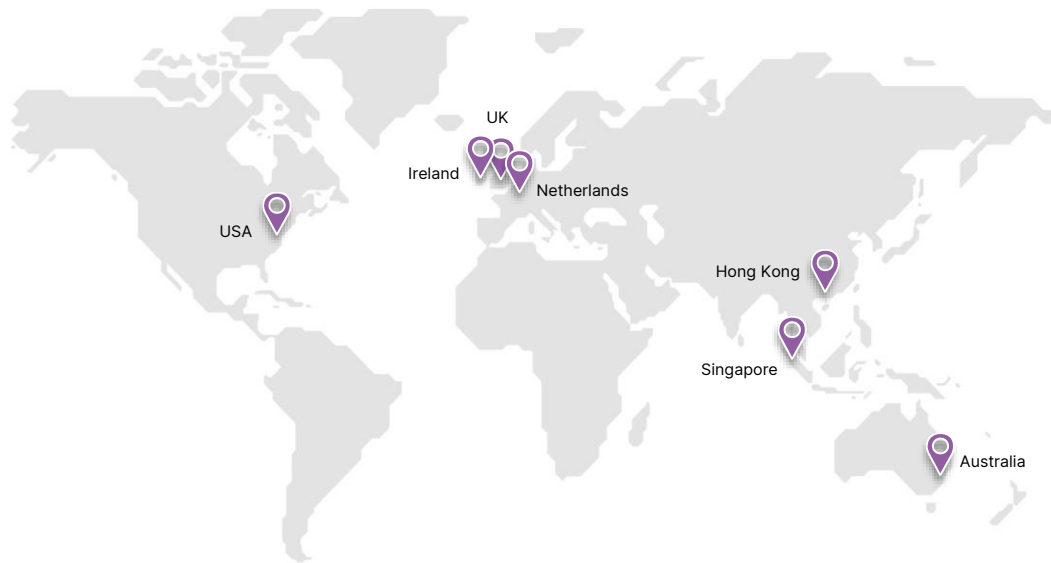 UK
Ireland
Netherlands
USA
Hong Kong
Singapore
Australia